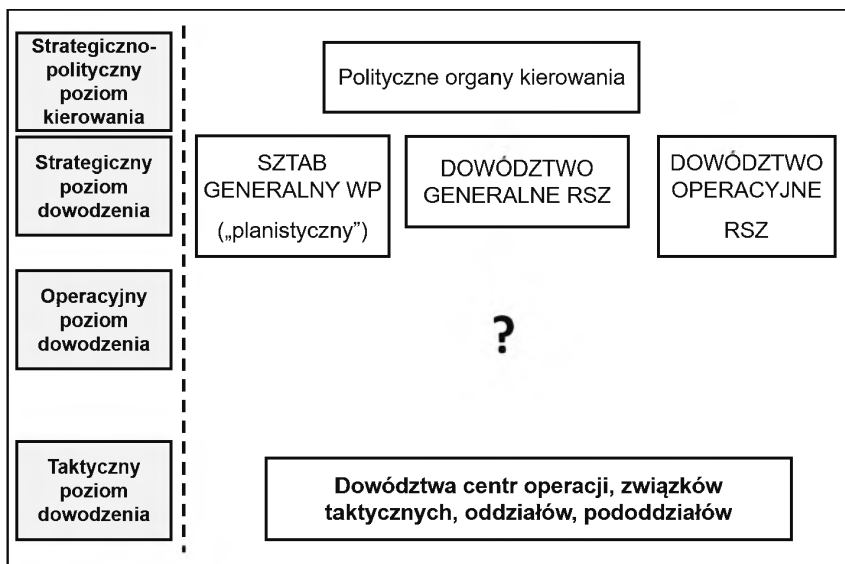 Strategiczno-
polityczny
poziom
kierowania
Polityczne organy kierowania
Strategiczny
poziom
dowodzenia
SZTAB
GENERALNY WP
(„planistyczny”)
DOWÓDZTWO
GENERALNE RSZ
DOWÓDZTWO
OPERACYJNE
RSZ
Operacyjny
poziom
dowodzenia
?
Taktyczny
poziom
dowodzenia
Dowództwa centr operacji, związków
taktycznych, oddziałów, pododdziałów